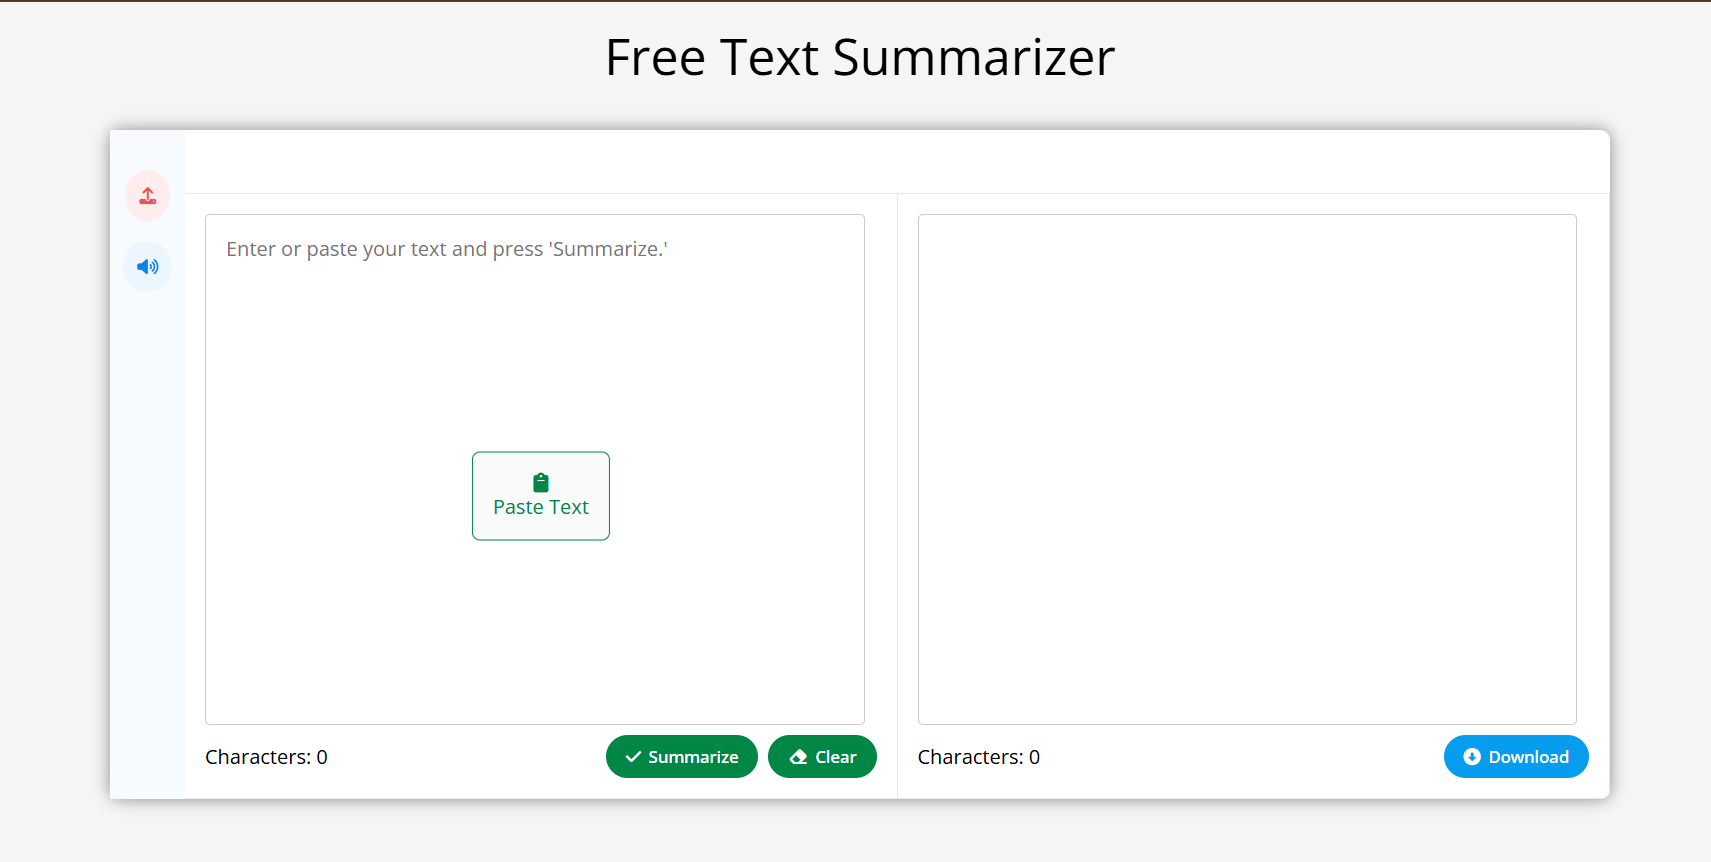 Free Text Summarizer
Enter or paste your text and press 'Summarize.'
Paste Text
Characters: 0
Summarize
Clear
Characters: 0
Download